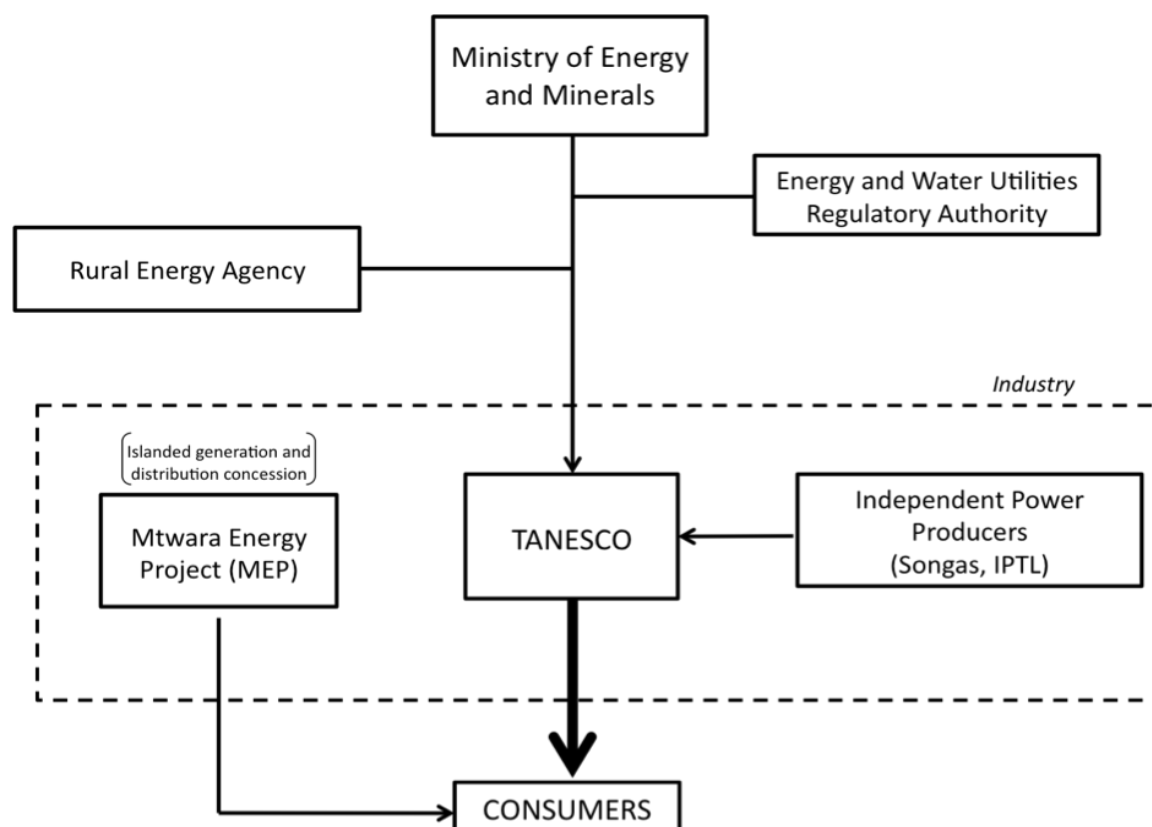 Ministry of Energy
and Minerals
Energy and Water Utilities
Regulatory Authority
Rural Energy Agency
Industry
Islanded generation and
distribution concession
Mtwara Energy
Project (MEP)
TANESCO
Independent Power
Producers
(Songas, IPTL)
CONSUMERS